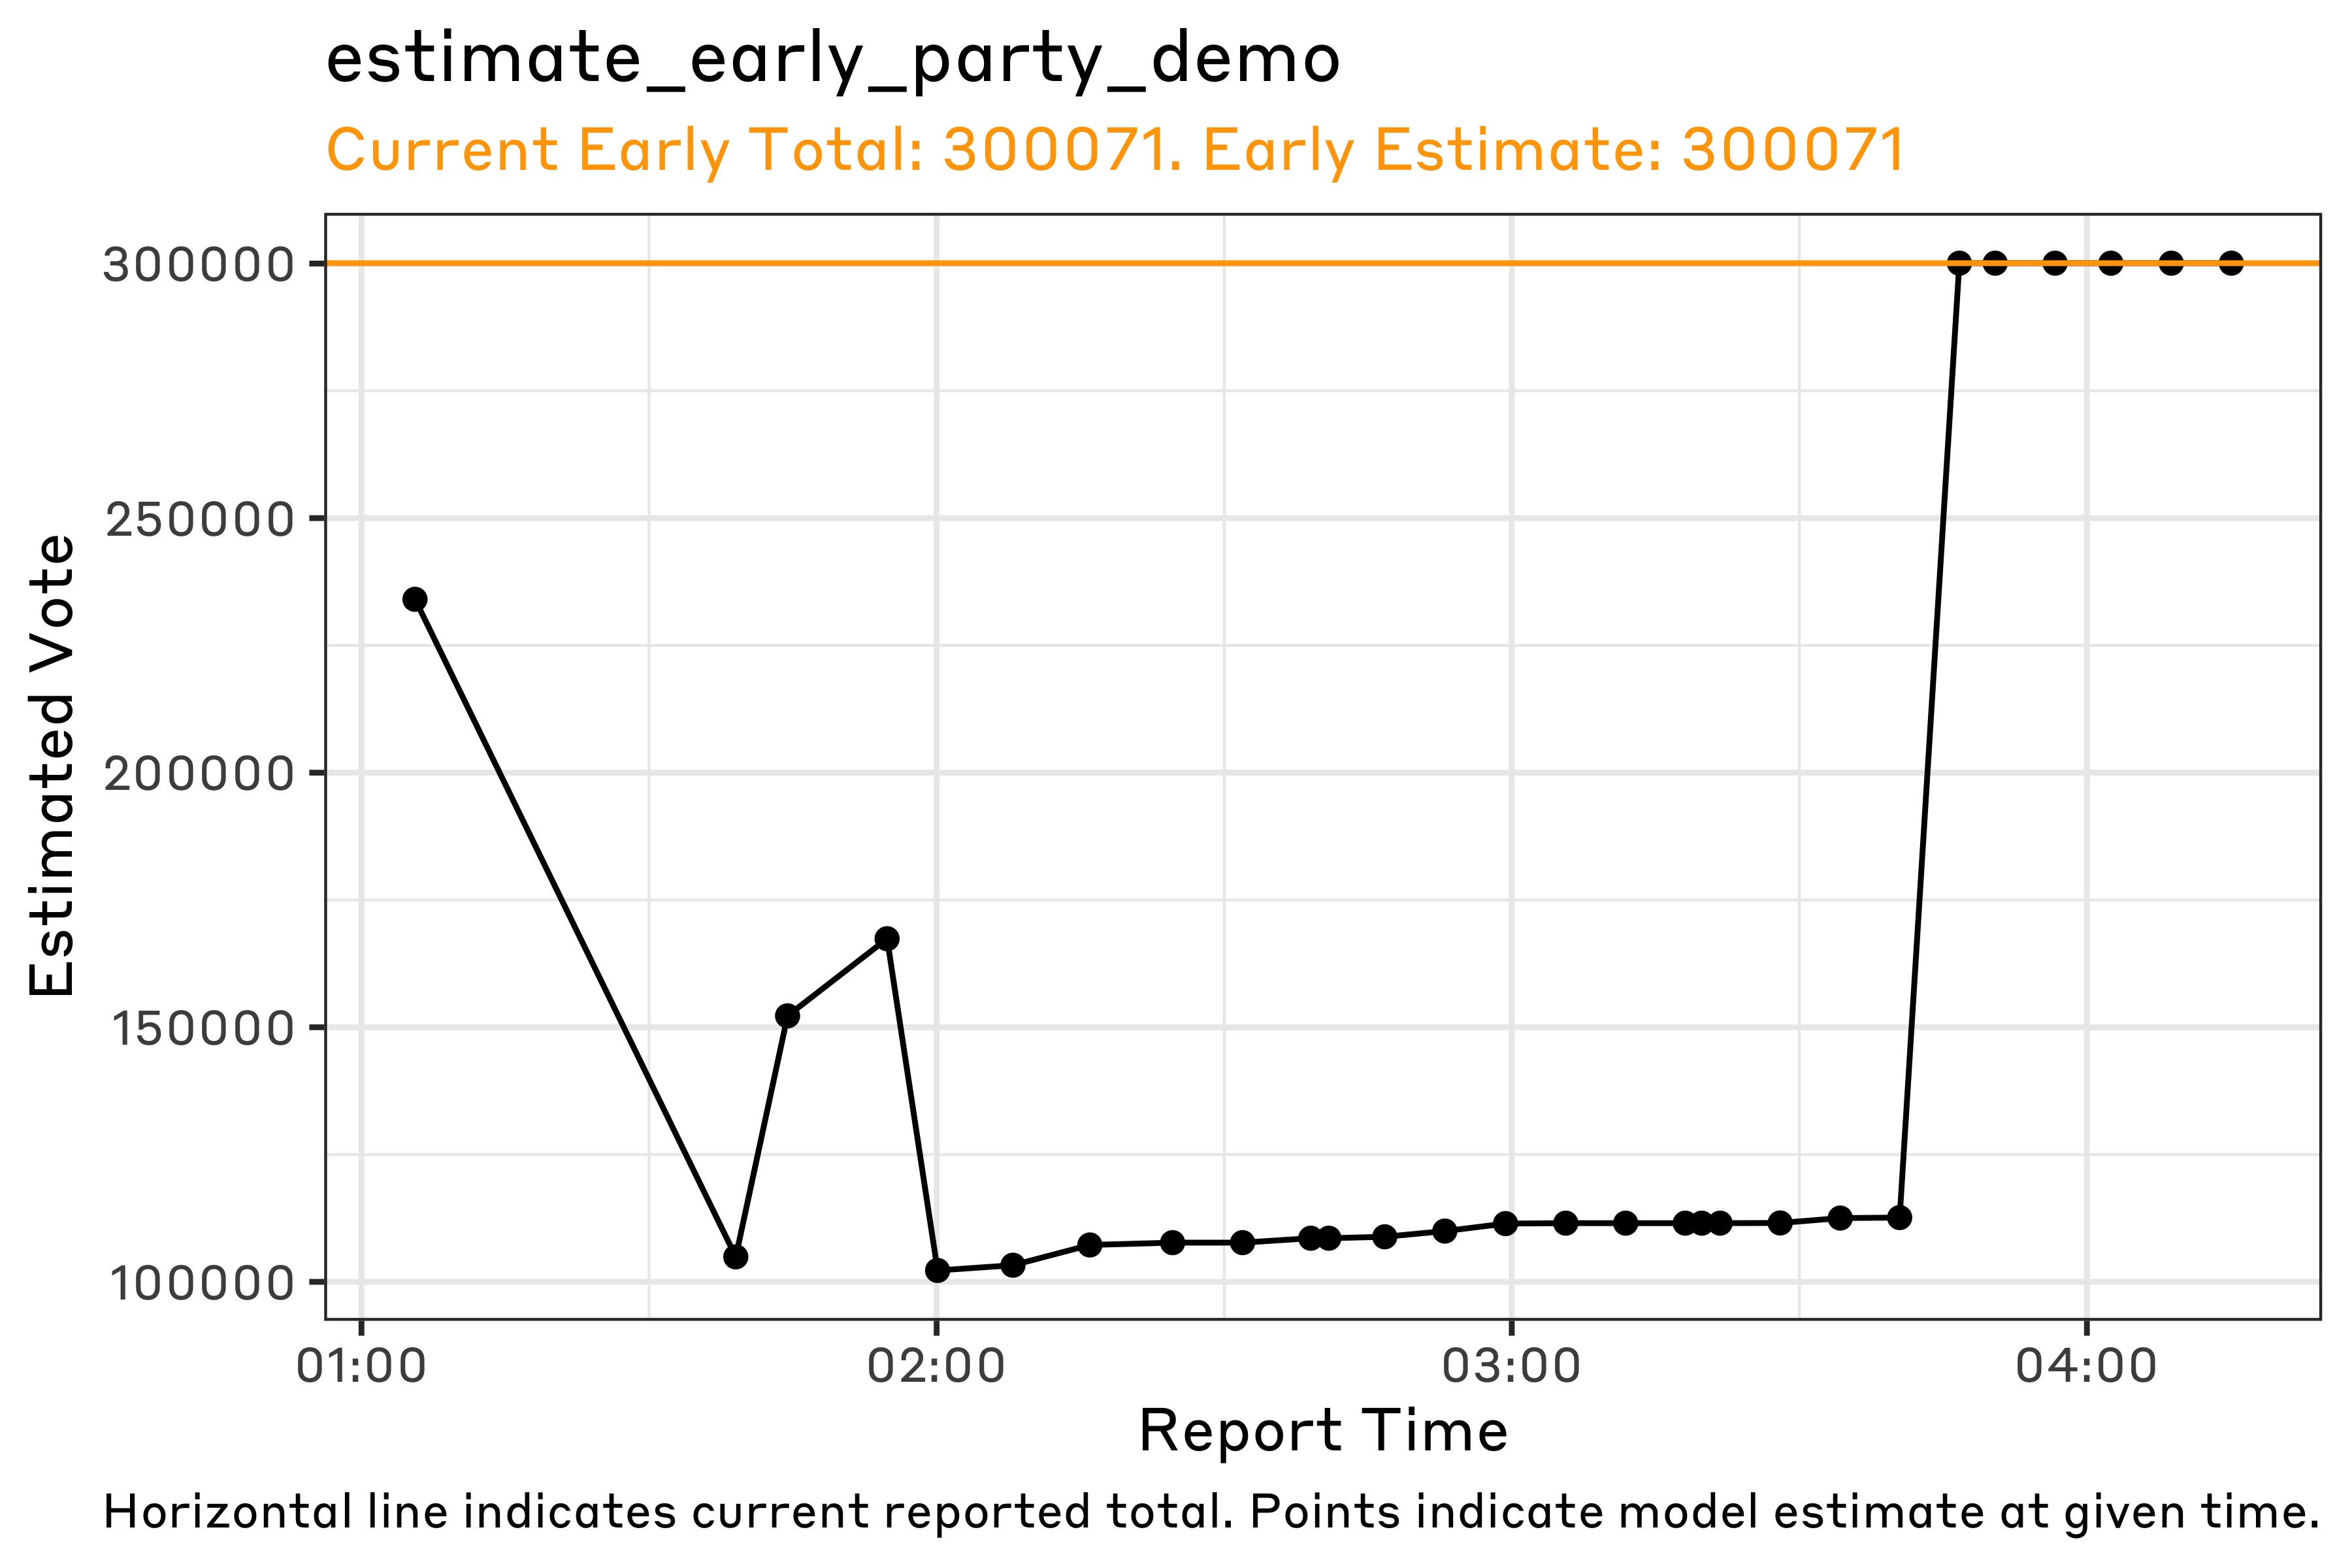 estimate_early_party_demo
Current Early Total: 300071. Early Estimate: 300071
300000
250000
200000
150000
100000
Estimated Vote
01:00 02:00 03:00 04:00
Report Time
Horizontal line indicates current reported total. Points indicate model estimate at given time.